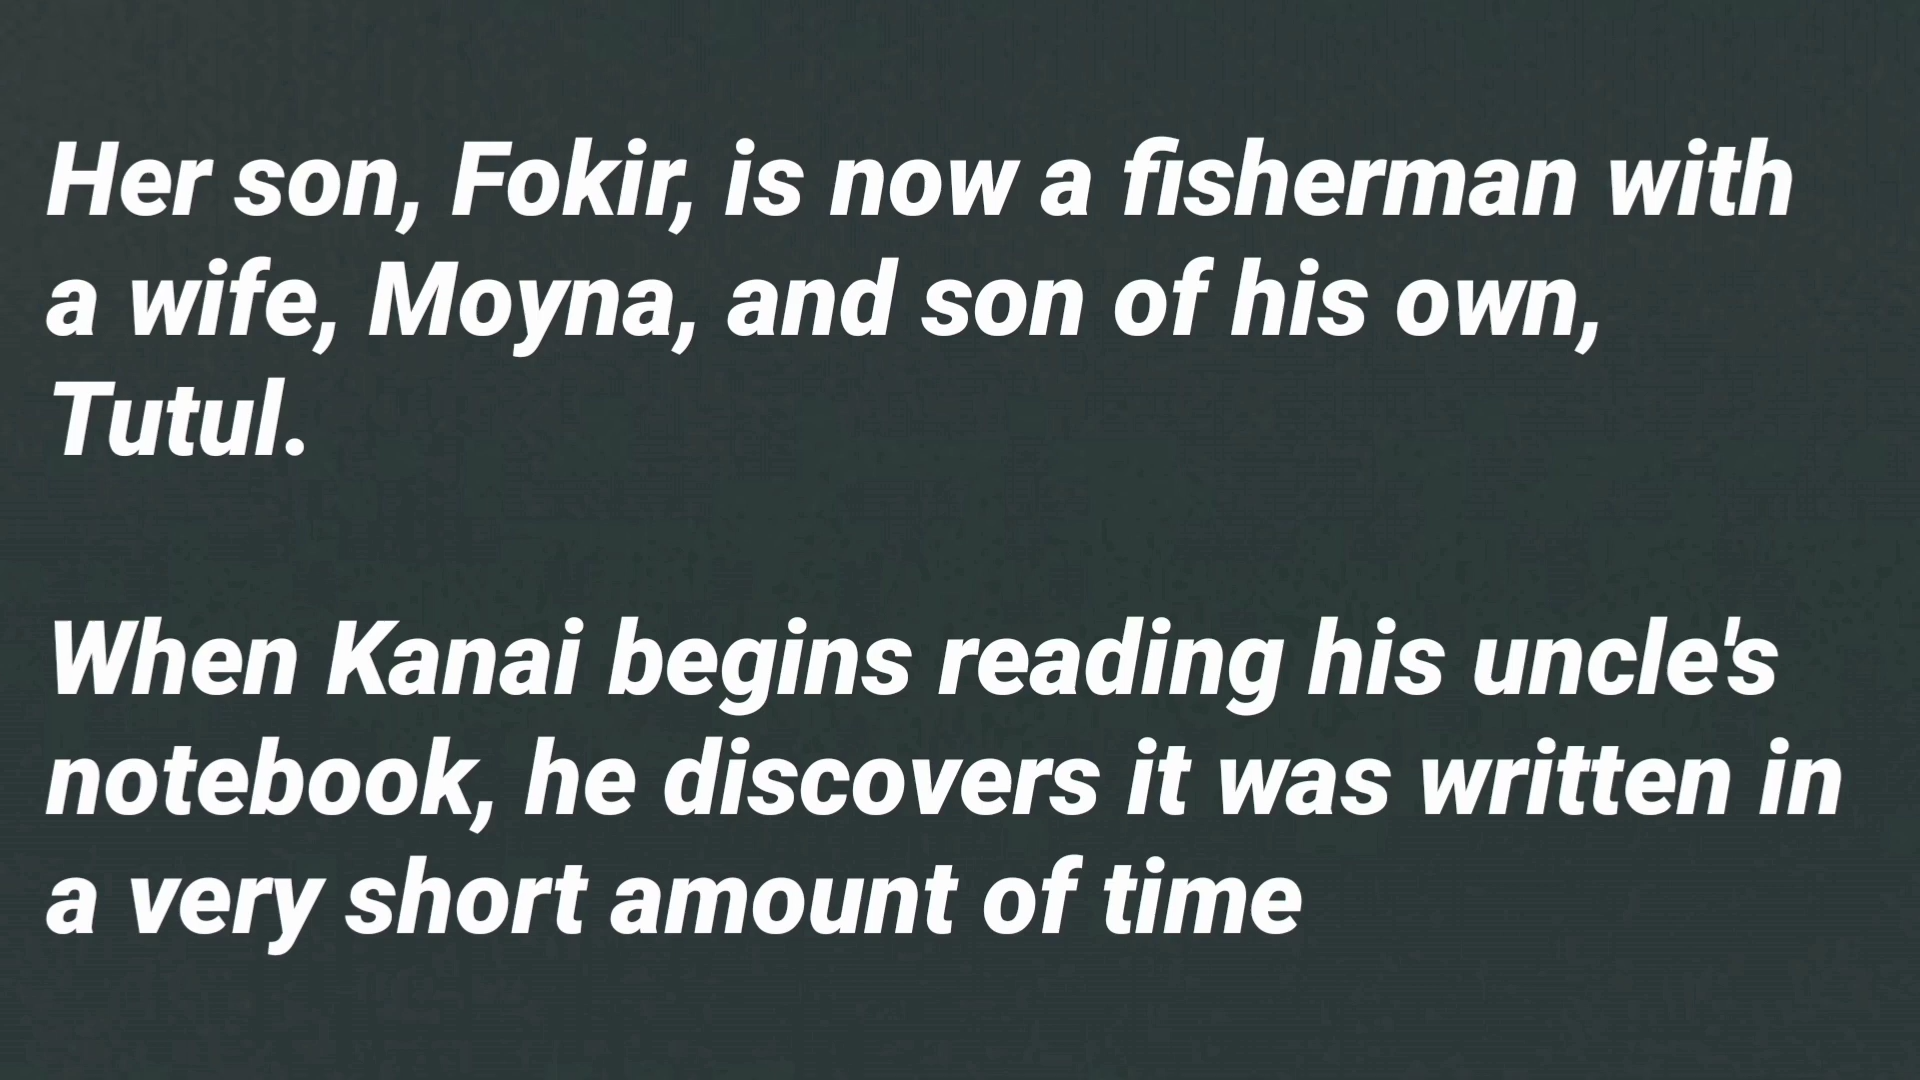 Her son, Fokir, is now a fisherman with
a wife, Moyna, and son of his own,
Tutul.
When Kanai begins reading his uncle's
notebook, he discovers it was written in
a very short amount of time